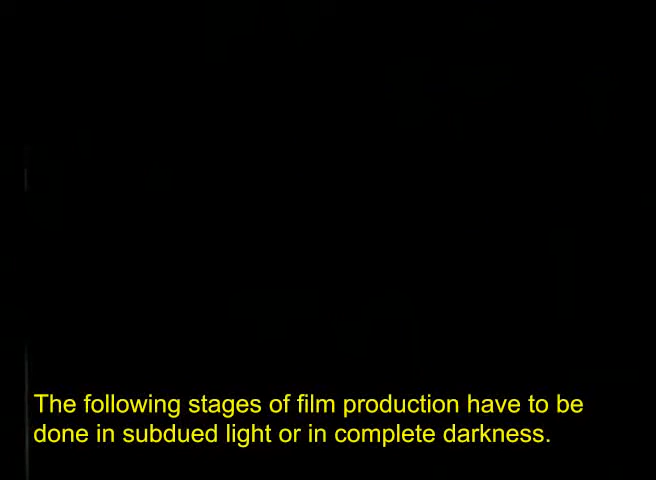 The following stages of film production have to be
done in subdued light or in complete darkness.